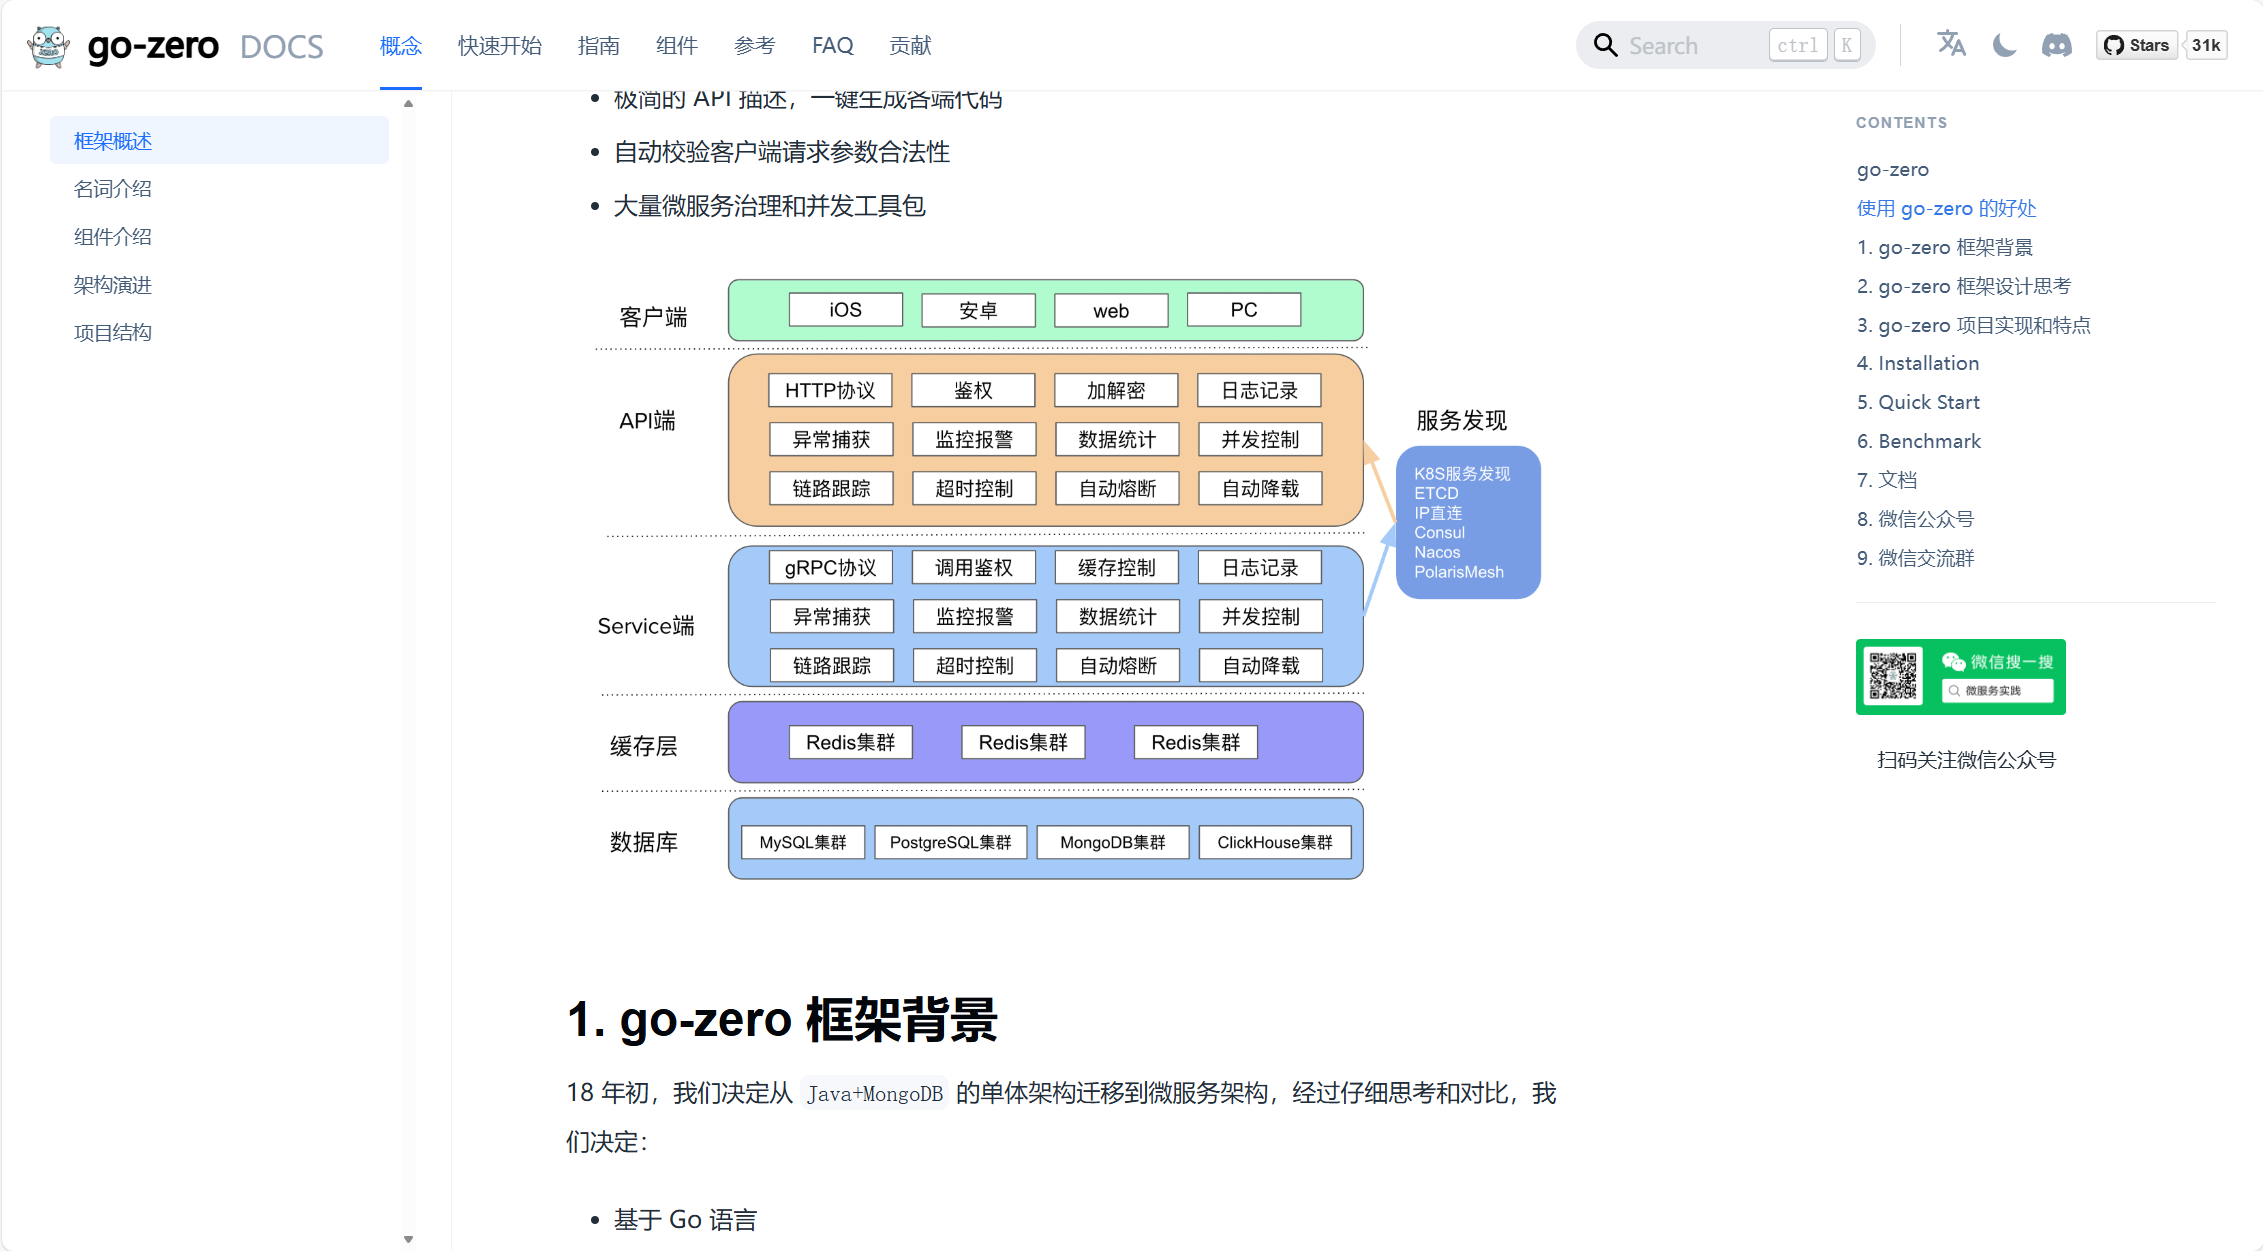 go-zero DOCS 概念 快速开始 指南 组件 参考 FAQ 贡献 Search ctrl K Stars 31k
框架概述
名词介绍
组件介绍
架构演进
项目结构
极简的 API 描述，一键生成各端代码
自动校验客户端请求参数合法性
大量微服务治理和并发工具包
客户端 iOS 安卓 web PC
API端
HTTP协议 鉴权 加解密 日志记录
异常捕获 监控报警 数据统计 并发控制
链路跟踪 超时控制 自动熔断 自动降载
服务发现
K8S服务发现
ETCD
IP直连
Consul
Nacos
PolarisMesh
Service端
gRPC协议 调用鉴权 缓存控制 日志记录
异常捕获 监控报警 数据统计 并发控制
链路跟踪 超时控制 自动熔断 自动降载
缓存层 Redis集群 Redis集群 Redis集群
数据库 MySQL集群 PostgreSQL集群 MongoDB集群 ClickHouse集群
1. go-zero 框架背景
18 年初，我们决定从 Java+MongoDB 的单体架构迁移到微服务架构，经过仔细思考和对比，我
们决定：
基于 Go 语言
CONTENTS
go-zero
使用 go-zero 的好处
1. go-zero 框架背景
2. go-zero 框架设计思考
3. go-zero 项目实现和特点
4. Installation
5. Quick Start
6. Benchmark
7. 文档
8. 微信公众号
9. 微信交流群
微信搜一搜
微服务实践
扫码关注微信公众号